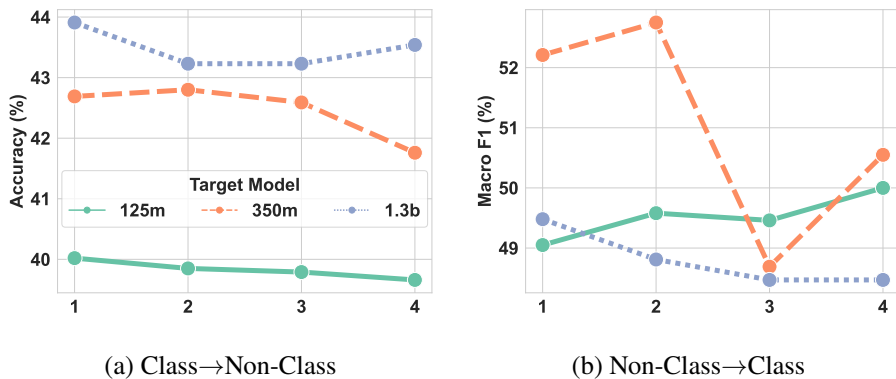 44
43
42
41
40
Accuracy (%)
Target Model
125m 350m 1.3b
1 2 3 4
(a) Class→Non-Class
52
51
50
49
Macro F1 (%)
1 2 3 4
(b) Non-Class→Class